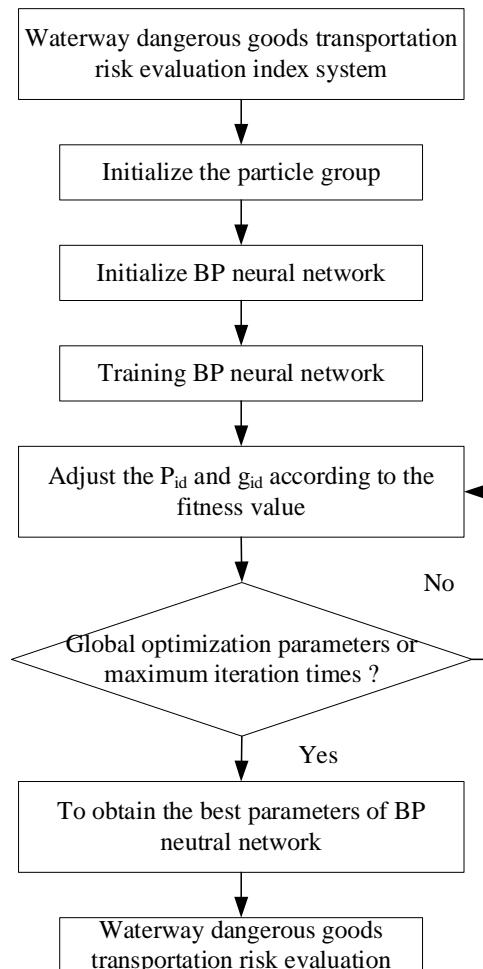 Waterway dangerous goods transportation
risk evaluation index system
Initialize the particle group
Initialize BP neural network
Training BP neural network
Adjust the Pid and gid according to the
fitness value
No
Global optimization parameters or
maximum iteration times ?
Yes
To obtain the best parameters of BP
neutral network
Waterway dangerous goods
transportation risk evaluation